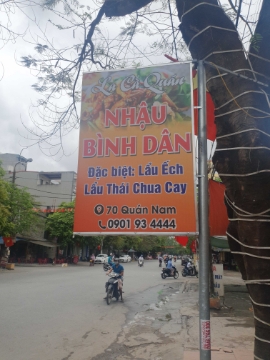 NHẬU
BÌNH DÂN
Đặc biệt: Lẩu Ếch
Lẩu Thái Chua Cay
70 Quán Nam
0901 93 4444